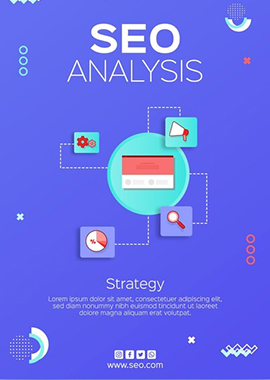 SEO
ANALYSIS
%
Strategy
Lorem ipsum dolor sit amet, consectetuer adipiscing elit,
sed diam nonummy nibh euismod tincidunt ut laoreet dolore
magna aliquam erat volutpat.
www.seo.com